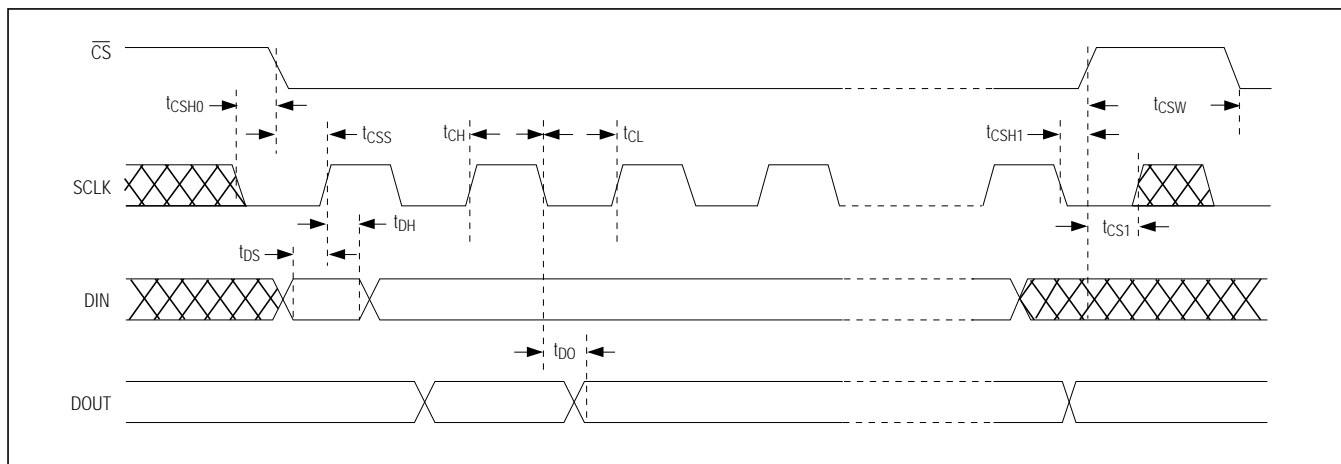 CS
tCSH0
tCSW
tCSS
tCH
tCL
tCSH1
SCLK
tDH
tCS1
tDS
DIN
tDO
DOUT